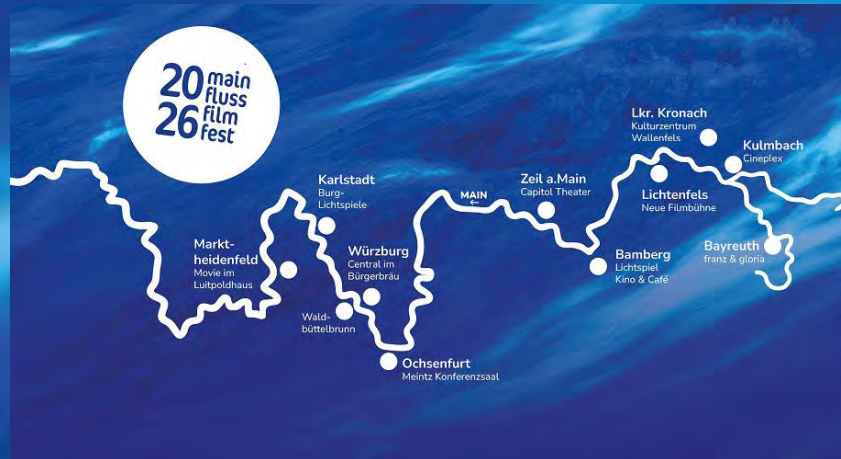 20 main
fluss
26 film
fest
Lkr. Kronach
Kulturzentrum
Wallenfels
Kulmbach
Cineplex
Karlstadt
Burg-
Lichtspiele
Zeil a.Main
Capitol Theater
MAIN
←
Lichtenfels
Neue Filmbühne
Markt-
heidenfeld
Movie im
Luitpoldhaus
Würzburg
Central im
Bürgerbräu
Bamberg
Lichtspiel
Kino & Café
Bayreuth
franz & gloria
Wald-
büttelbrunn
Ochsenfurt
Meintz Konferenzsaal